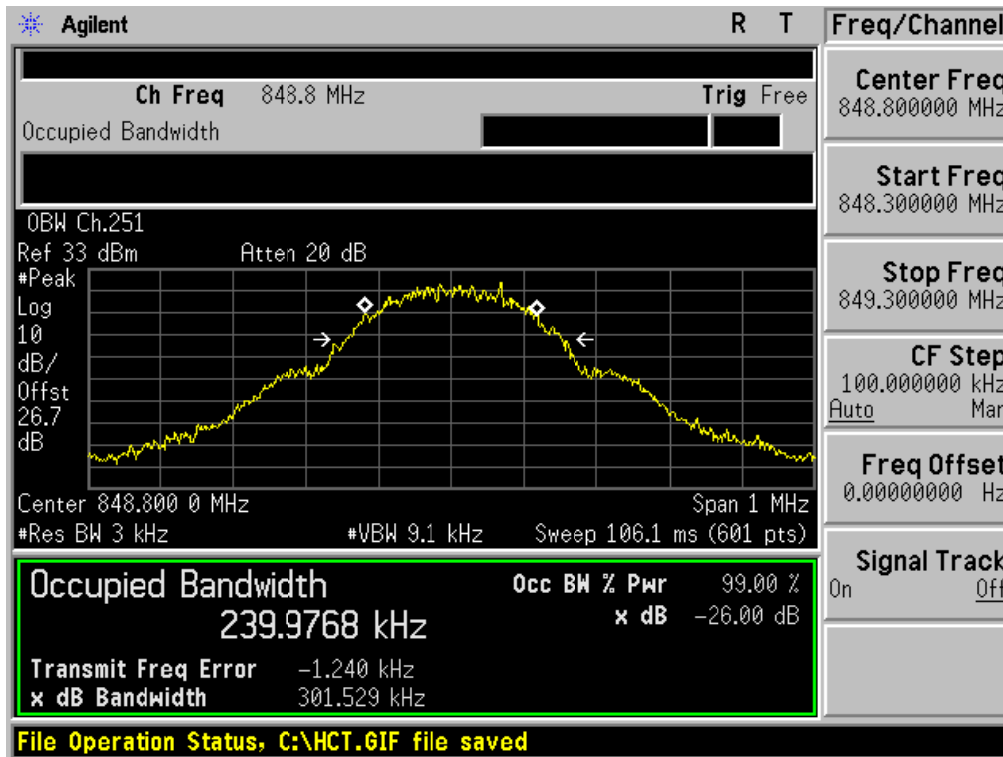 Agilent R T
Ch Freq 848.8 MHz Trig Free
Occupied Bandwidth
OBW Ch.251
Ref 33 dBm Atten 20 dB
#Peak
Log
10
dB/
Offst
26.7
dB
Center 848.800 0 MHz Span 1 MHz
#Res BW 3 kHz #VBW 9.1 kHz Sweep 106.1 ms (601 pts)
Occupied Bandwidth
239.9768 kHz
Occ BW % Pwr 99.00 %
x dB -26.00 dB
Transmit Freq Error -1.240 kHz
x dB Bandwidth 301.529 kHz
File Operation Status, C:\HCT.GIF file saved
Freq/Channel
Center Freq
848.800000 MHz
Start Freq
848.300000 MHz
Stop Freq
849.300000 MHz
CF Step
100.000000 kHz
Auto Man
Freq Offset
0.00000000 Hz
Signal Track
On Off